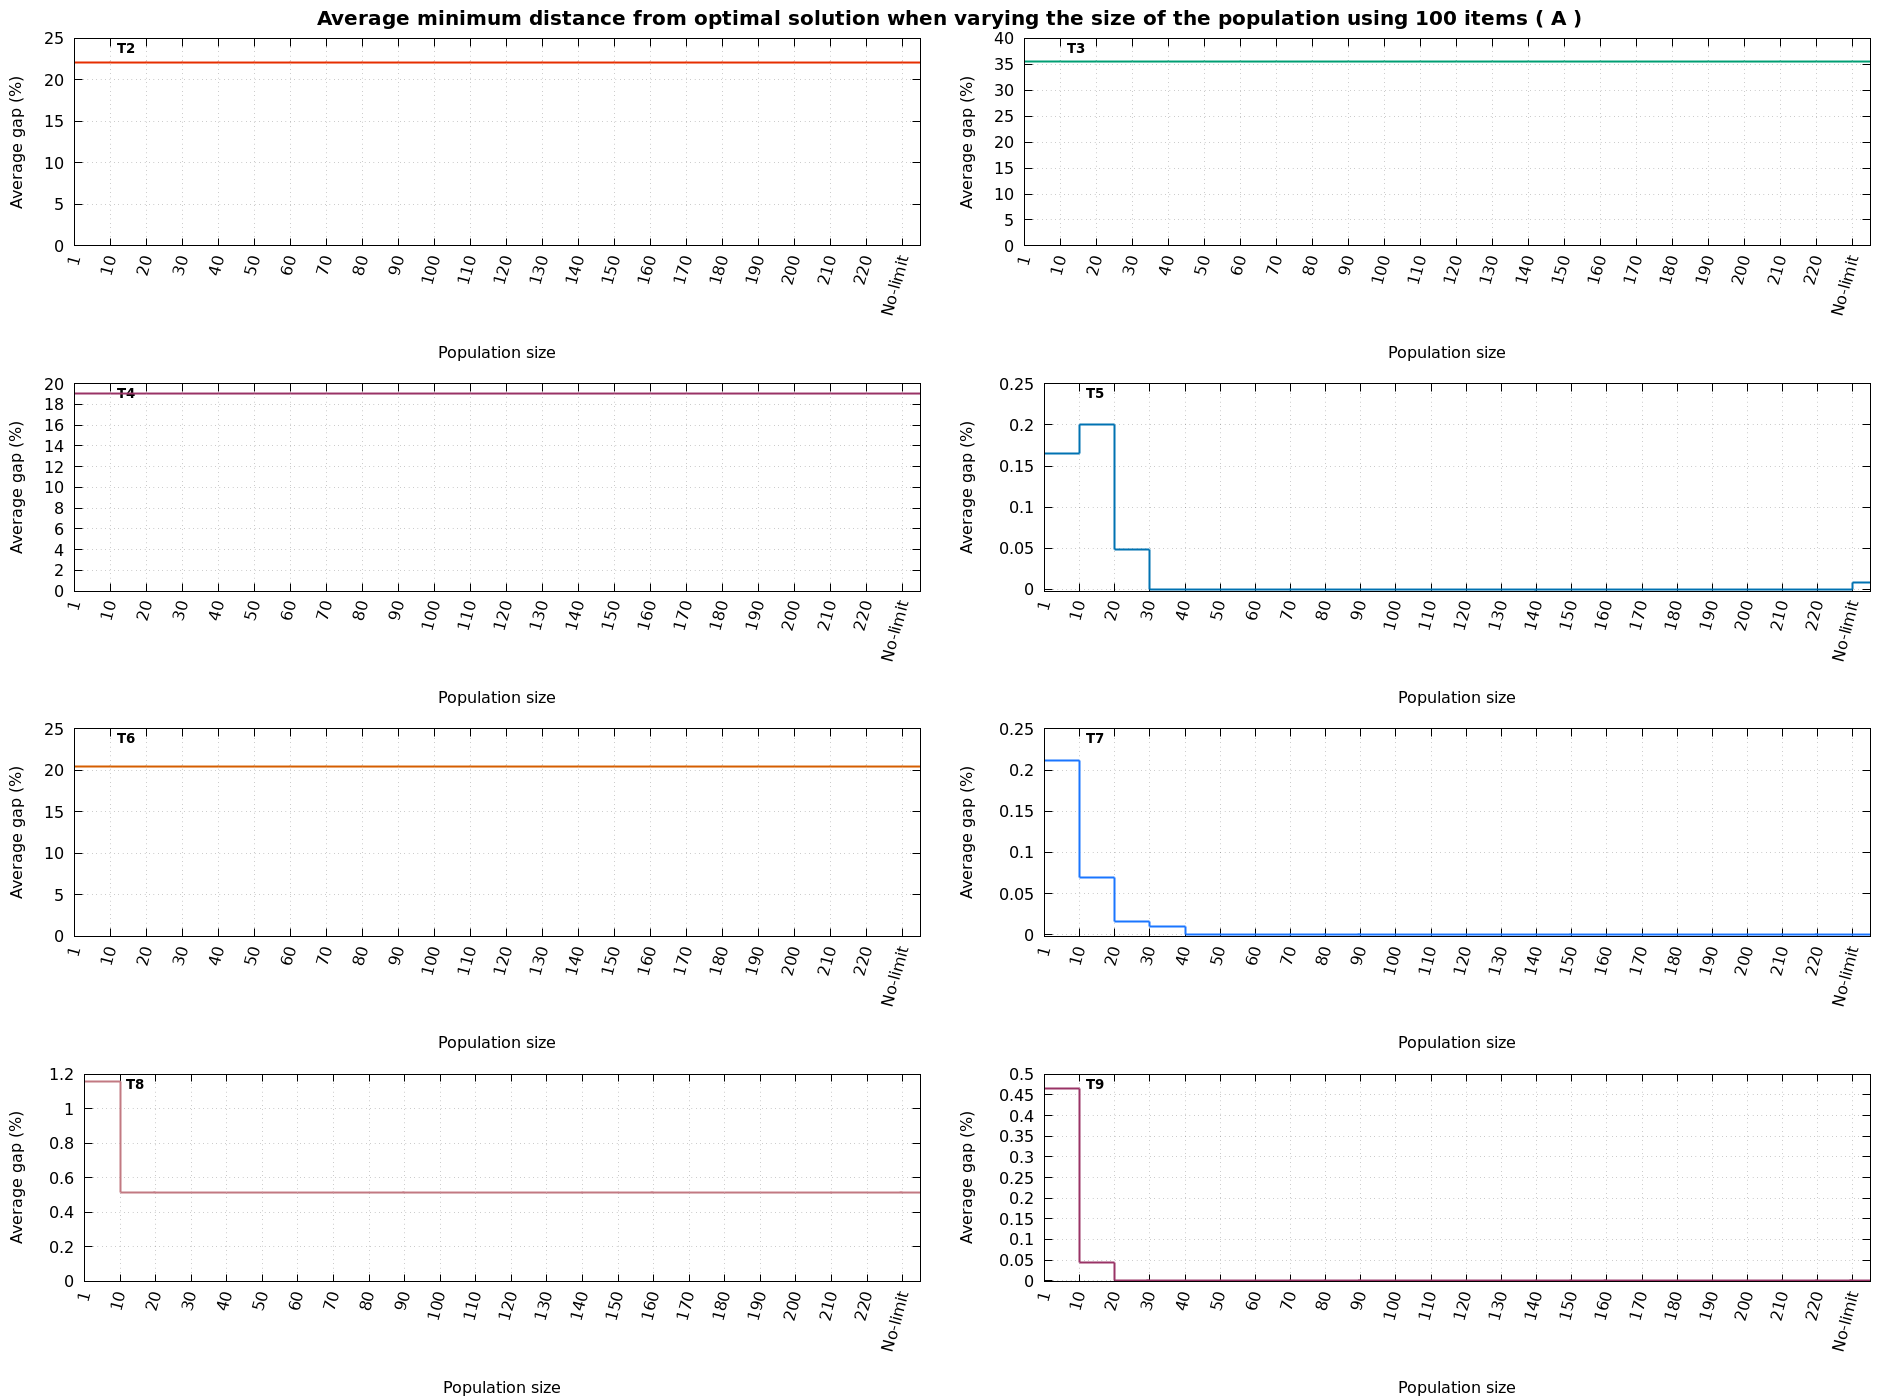 Average minimum distance from optimal solution when varying the size of the population using 100 items ( A )
T2
Average gap (%)
25
20
15
10
5
0
1 10 20 30 40 50 60 70 80 90 100 110 120 130 140 150 160 170 180 190 200 210 220 No-limit
Population size
T3
Average gap (%)
40
35
30
25
20
15
10
5
0
1 10 20 30 40 50 60 70 80 90 100 110 120 130 140 150 160 170 180 190 200 210 220 No-limit
Population size
T4
Average gap (%)
20
18
16
14
12
10
8
6
4
2
0
1 10 20 30 40 50 60 70 80 90 100 110 120 130 140 150 160 170 180 190 200 210 220 No-limit
Population size
T5
Average gap (%)
0.25
0.2
0.15
0.1
0.05
0
1 10 20 30 40 50 60 70 80 90 100 110 120 130 140 150 160 170 180 190 200 210 220 No-limit
Population size
T6
Average gap (%)
25
20
15
10
5
0
1 10 20 30 40 50 60 70 80 90 100 110 120 130 140 150 160 170 180 190 200 210 220 No-limit
Population size
T7
Average gap (%)
0.25
0.2
0.15
0.1
0.05
0
1 10 20 30 40 50 60 70 80 90 100 110 120 130 140 150 160 170 180 190 200 210 220 No-limit
Population size
T8
Average gap (%)
1.2
1
0.8
0.6
0.4
0.2
0
1 10 20 30 40 50 60 70 80 90 100 110 120 130 140 150 160 170 180 190 200 210 220 No-limit
Population size
T9
Average gap (%)
0.5
0.45
0.4
0.35
0.3
0.25
0.2
0.15
0.1
0.05
0
1 10 20 30 40 50 60 70 80 90 100 110 120 130 140 150 160 170 180 190 200 210 220 No-limit
Population size